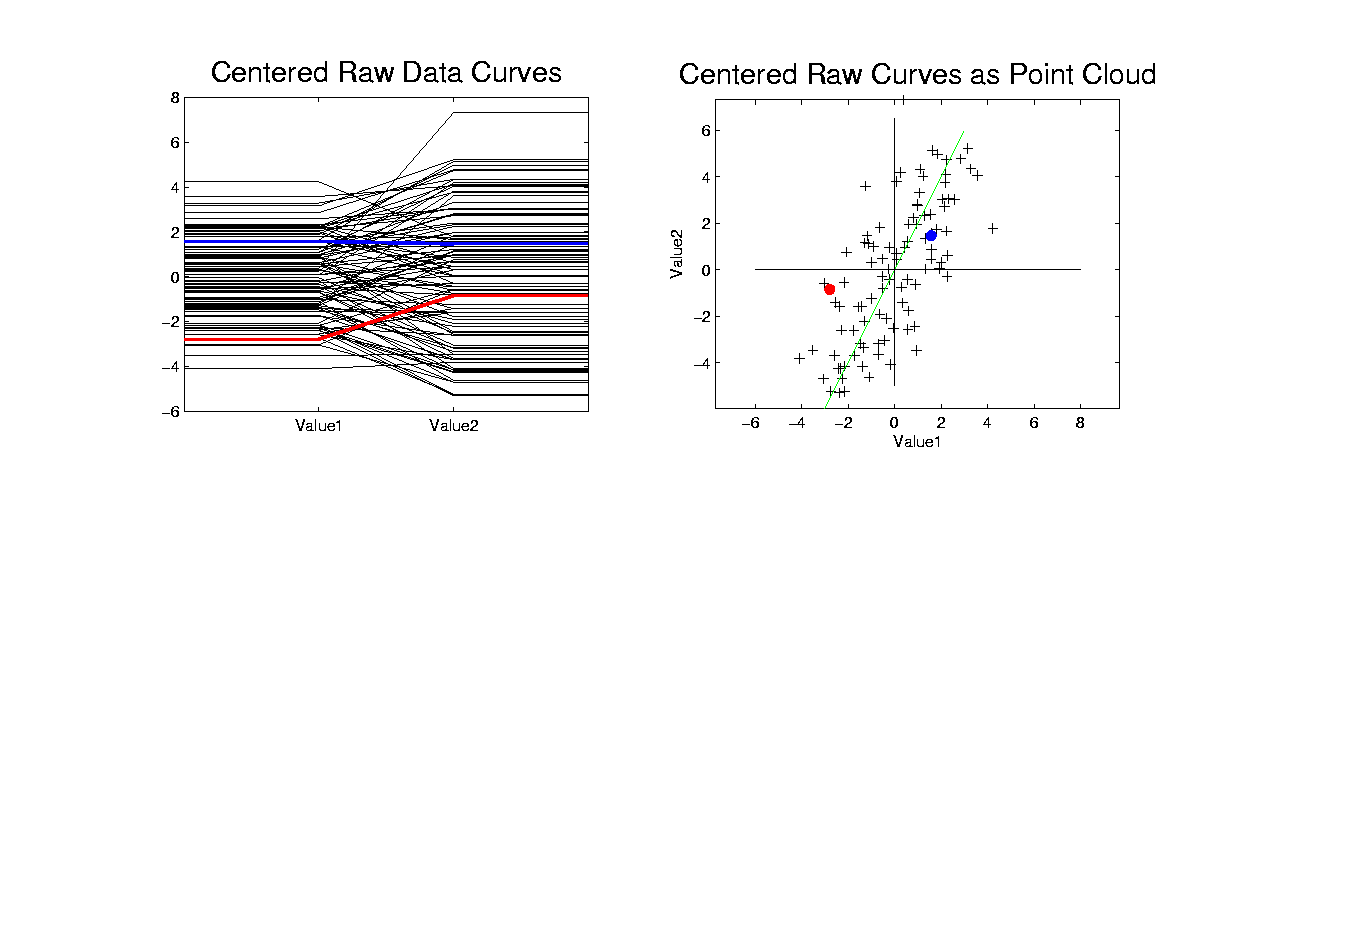 Centered Raw Data Curves
8
6
4
2
0
−2
−4
−6
Value1 Value2
Centered Raw Curves as Point Cloud
6
4
2
0
−2
−4
Value2
−6 −4 −2 0 2 4 6 8
Value1